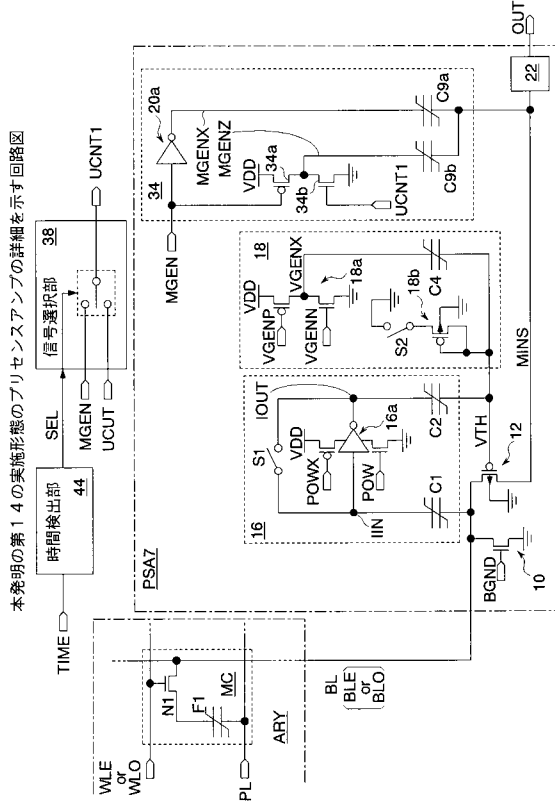 本発明の第１４の実施形態のプリセンスアンプの詳細を示す回路図
TIME
時間検出部
44
SEL
信号選択部
38
MGEN
UCUT
UCNT1
WLE
or
WLO
PL
N1
F1
MC
ARY
BL
BLE
or
BLO
PSA7
16
S1
POWX
VDD
POW
IIN
16a
IOUT
C1
C2
BGND
10
12
VTH
MINS
18
VDD
VGENP
VGENN
VGENX
18a
S2
18b
C4
MGEN
34
20a
VDD
MGENX
MGENZ
34a
34b
UCNT1
C9b
C9a
22
OUT